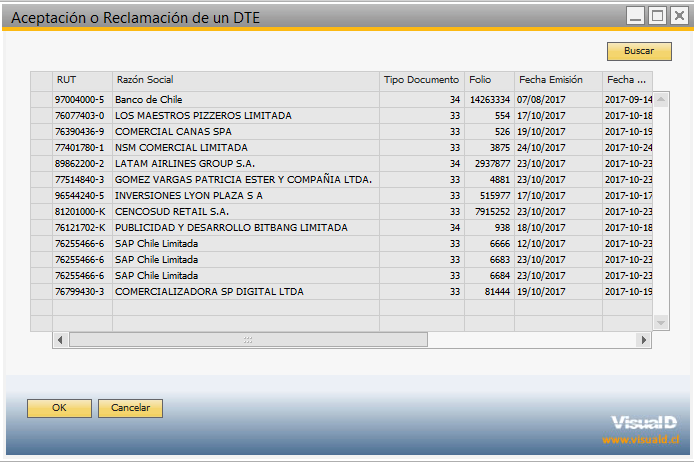 Aceptación o Reclamación de un DTE
Buscar
RUT Razón Social Tipo Documento Folio Fecha Emisión Fecha ...
97004000-5 Banco de Chile 34 14263334 07/08/2017 2017-09-14
76077403-0 LOS MAESTROS PIZZEROS LIMITADA 33 554 17/10/2017 2017-10-18
76390436-9 COMERCIAL CANAS SPA 33 526 19/10/2017 2017-10-19
77401780-1 NSM COMERCIAL LIMITADA 33 3875 24/10/2017 2017-10-24
89862200-2 LATAM AIRLINES GROUP S.A. 34 2937877 23/10/2017 2017-10-23
77514840-3 GOMEZ VARGAS PATRICIA ESTER Y COMPAÑIA LTDA. 33 4881 23/10/2017 2017-10-23
96544240-5 INVERSIONES LYON PLAZA S A 33 515977 17/10/2017 2017-10-17
81201000-K CENCOSUD RETAIL S.A. 33 7915252 23/10/2017 2017-10-23
76121702-K PUBLICIDAD Y DESARROLLO BITBANG LIMITADA 34 938 18/10/2017 2017-10-18
76255466-6 SAP Chile Limitada 33 6666 12/10/2017 2017-10-23
76255466-6 SAP Chile Limitada 33 6683 23/10/2017 2017-10-23
76255466-6 SAP Chile Limitada 33 6684 23/10/2017 2017-10-23
76799430-3 COMERCIALIZADORA SP DIGITAL LTDA 33 81444 19/10/2017 2017-10-19
OK Cancelar
VisualD
www.visuald.cl